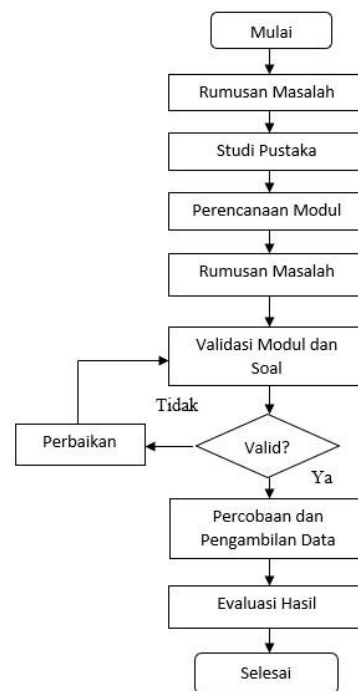 Mulai
Rumusan Masalah
Studi Pustaka
Perencanaan Modul
Rumusan Masalah
Validasi Modul dan
Soal
Tidak
Perbaikan
Valid?
Ya
Percobaan dan
Pengambilan Data
Evaluasi Hasil
Selesai